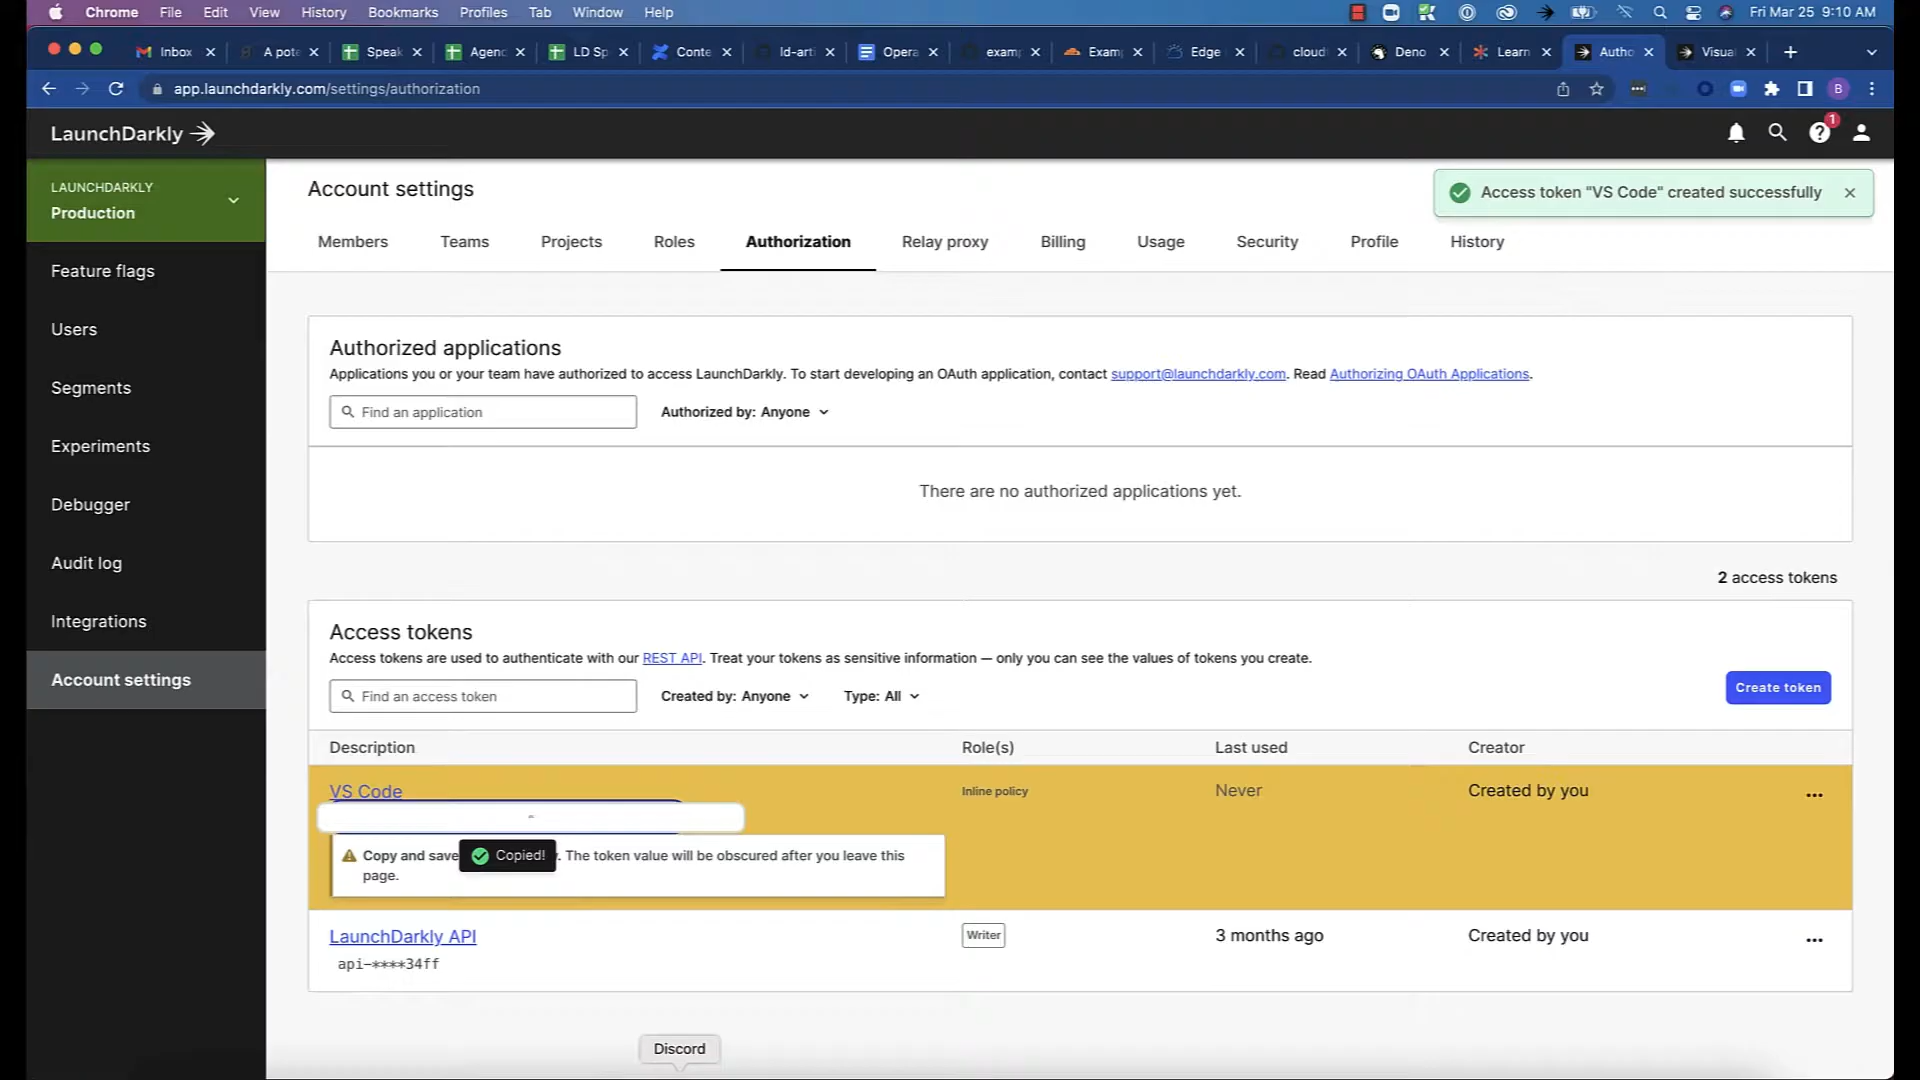 Chrome File Edit View History Bookmarks Profiles Tab Window Help Fri Mar 25 9:10 AM
Inbox A pote Speak Agenc LD Sp Conte ld-arti Opera exam Exam Edge cloud Deno Learn Autho Visua
app.launchdarkly.com/settings/authorization B
LaunchDarkly 1
LAUNCHDARKLY
Production
Feature flags
Users
Segments
Experiments
Debugger
Audit log
Integrations
Account settings
Account settings
Access token "VS Code" created successfully
Members Teams Projects Roles Authorization Relay proxy Billing Usage Security Profile History
Authorized applications
Applications you or your team have authorized to access LaunchDarkly. To start developing an OAuth application, contact support@launchdarkly.com. Read Authorizing OAuth Applications.
Find an application Authorized by: Anyone
There are no authorized applications yet.
2 access tokens
Access tokens
Access tokens are used to authenticate with our REST API. Treat your tokens as sensitive information — only you can see the values of tokens you create.
Find an access token Created by: Anyone Type: All Create token
Description Role(s) Last used Creator
VS Code Inline policy Never Created by you
Copy and save Copied! . The token value will be obscured after you leave this
page.
LaunchDarkly API Writer 3 months ago Created by you
api-****34ff
Discord